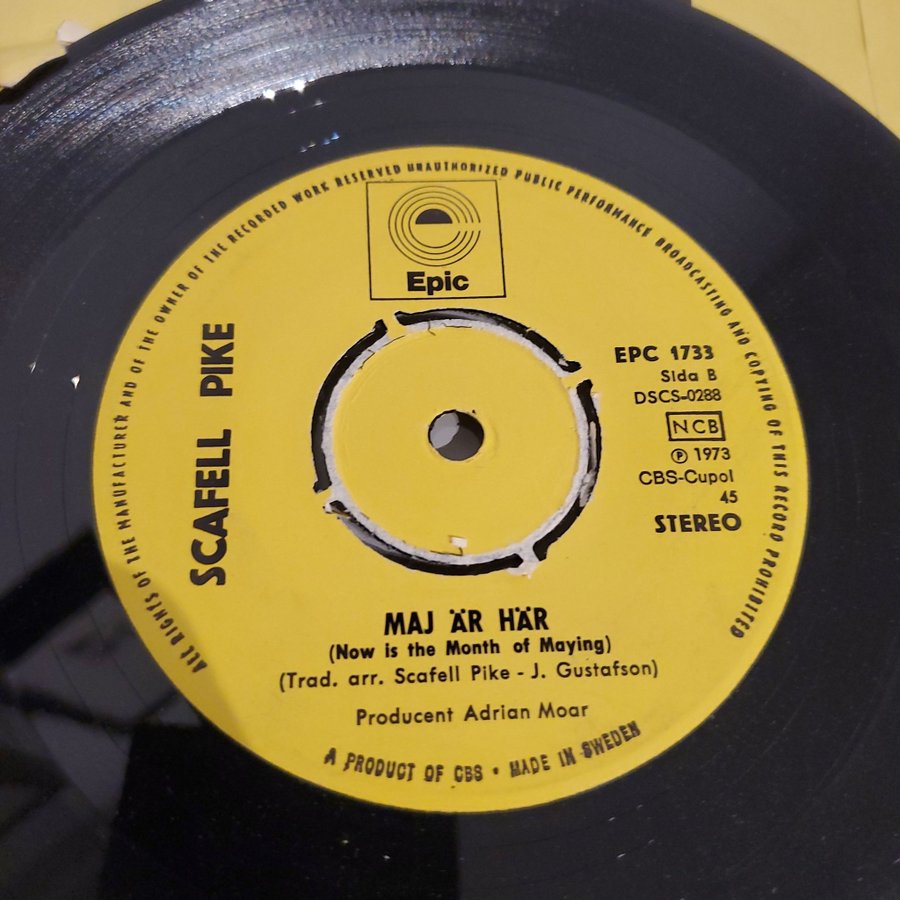 ALL RIGHTS OF THE MANUFACTURER AND OF THE OWNER OF THE RECORDED WORK RESERVED UNAUTHORIZED PUBLIC PERFORMANCE BROADCASTING AND COPYING OF THIS RECORD PROHIBITED
Epic
SCAFELL PIKE
EPC 1733
Sida B
DSCS-0288
NCB
℗ 1973
CBS-Cupol
45
STEREO
MAJ ÄR HÄR
(Now is the Month of Maying)
(Trad. arr. Scafell Pike - J. Gustafson)
Producent Adrian Moar
A PRODUCT OF CBS • MADE IN SWEDEN